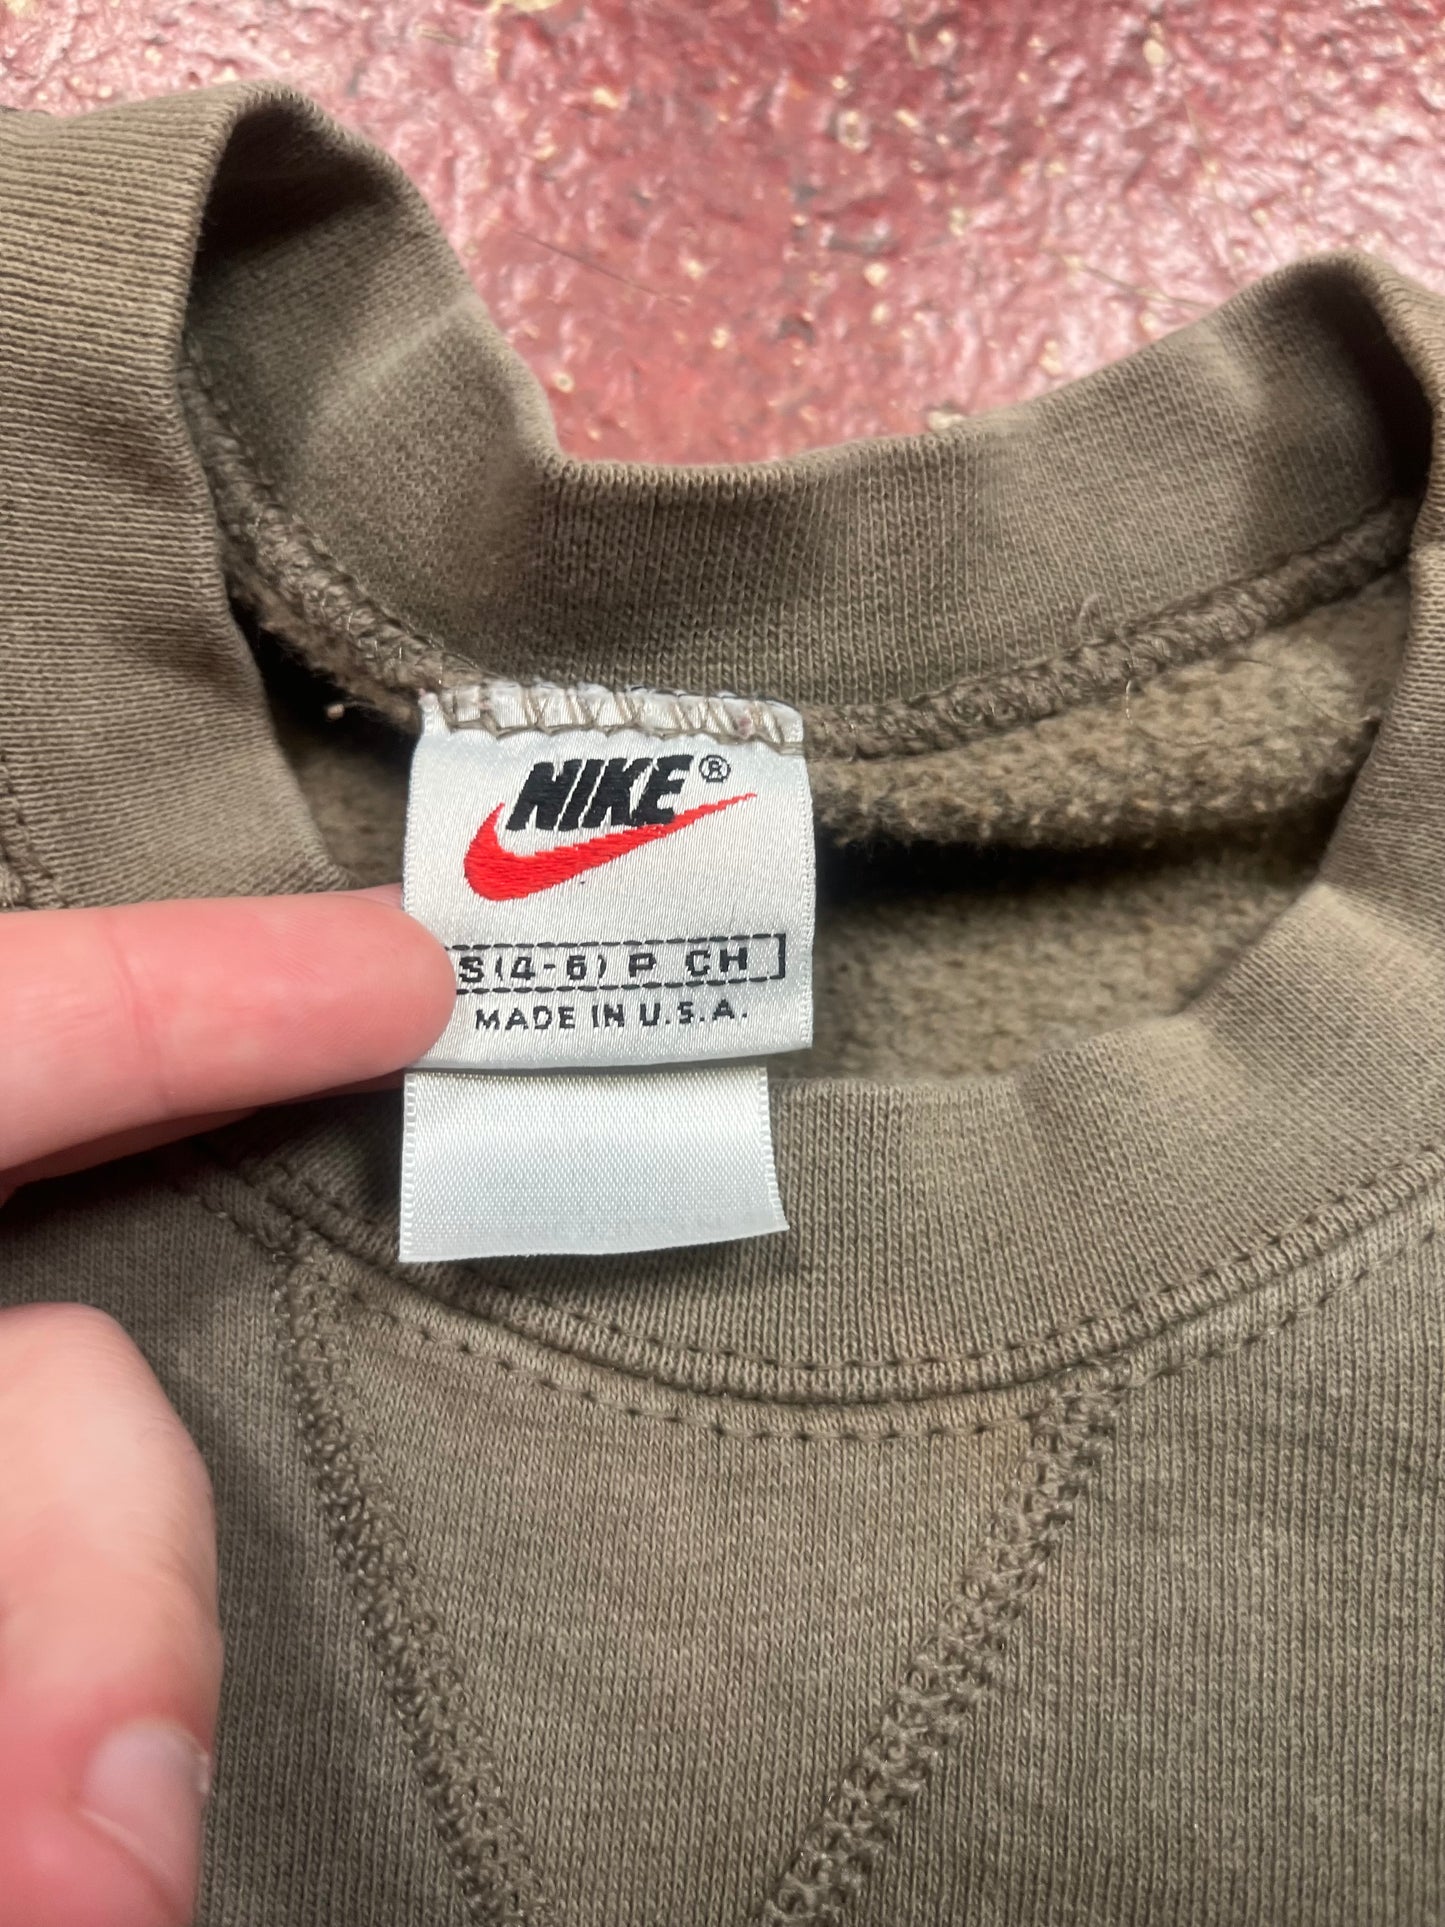 NIKE®
S(4-6) P CH
MADE IN U.S.A.